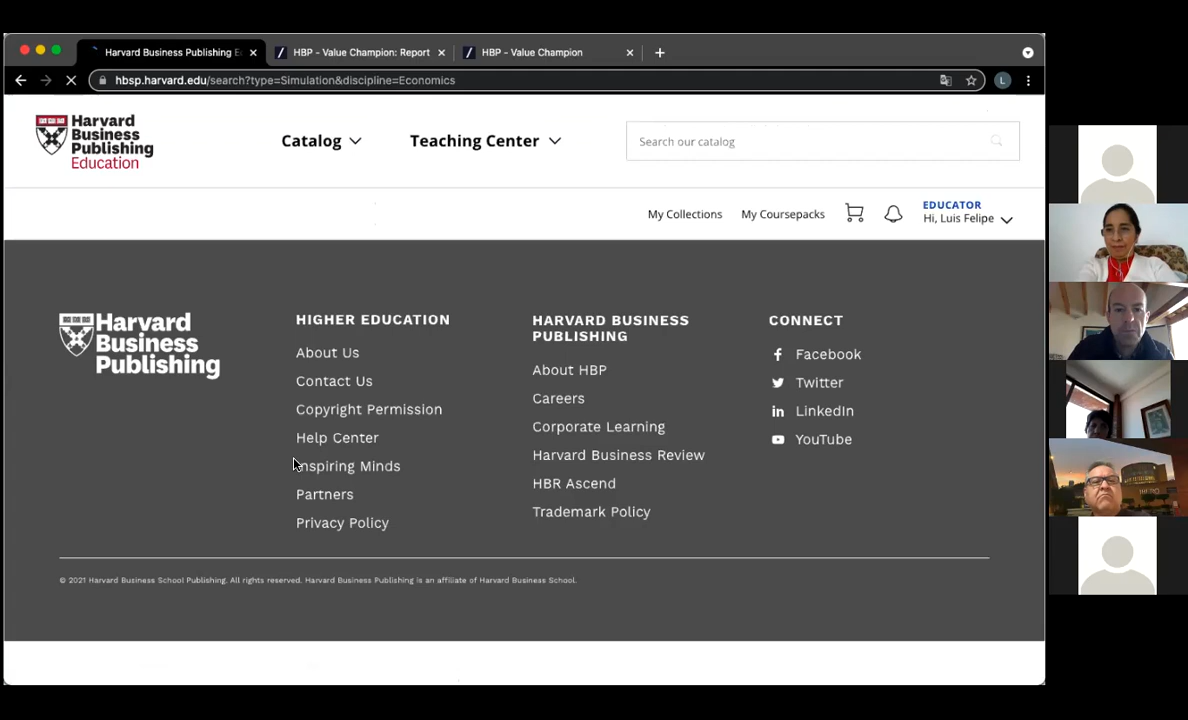 Harvard Business Publishing E
HBP - Value Champion: Report
HBP - Value Champion
hbsp.harvard.edu/search?type=Simulation&discipline=Economics
L
Harvard
Business
Publishing
Education
Catalog
Teaching Center
Search our catalog
My Collections
My Coursepacks
EDUCATOR
Hi, Luis Felipe
Harvard
Business
Publishing
HIGHER EDUCATION
About Us
Contact Us
Copyright Permission
Help Center
Inspiring Minds
Partners
Privacy Policy
HARVARD BUSINESS
PUBLISHING
About HBP
Careers
Corporate Learning
Harvard Business Review
HBR Ascend
Trademark Policy
CONNECT
Facebook
Twitter
LinkedIn
YouTube
© 2021 Harvard Business School Publishing. All rights reserved. Harvard Business Publishing is an affiliate of Harvard Business School.